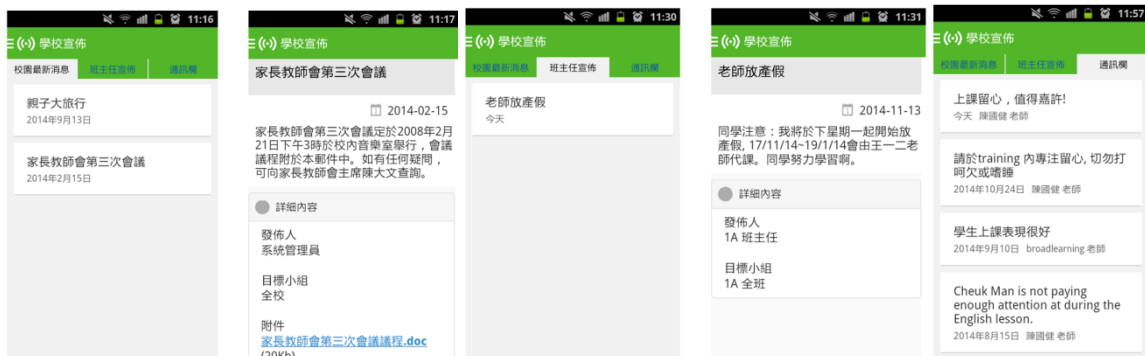 11:16
學校宣佈
校園最新消息 班主任宣佈 通訊欄
親子大旅行
2014年9月13日
家長教師會第三次會議
2014年2月15日
11:17
學校宣佈
家長教師會第三次會議
2014-02-15
家長教師會第三次會議定於2008年2月
21日下午3時於校內音樂室舉行，會議
議程附於本郵件中。如有任何疑問，
可向家長教師會主席陳大文查詢。
詳細內容
發佈人
系統管理員
目標小組
全校
附件
家長教師會第三次會議議程.doc
(20Kb)
11:30
學校宣佈
校園最新消息 班主任宣佈 通訊欄
老師放產假
今天
11:31
學校宣佈
老師放產假
2014-11-13
同學注意：我將於下星期一起開始放
產假, 17/11/14~19/1/14會由王一二老
師代課。同學努力學習啊。
詳細內容
發佈人
1A 班主任
目標小組
1A 全班
11:57
學校宣佈
校園最新消息 班主任宣佈 通訊欄
上課留心，值得嘉許!
今天 陳國健 老師
請於training 內專注留心, 切勿打
呵欠或嗜睡
2014年10月24日 陳國健 老師
學生上課表現很好
2014年9月10日 broadlearning 老師
Cheuk Man is not paying
enough attention at during the
English lesson.
2014年8月15日 陳國健 老師